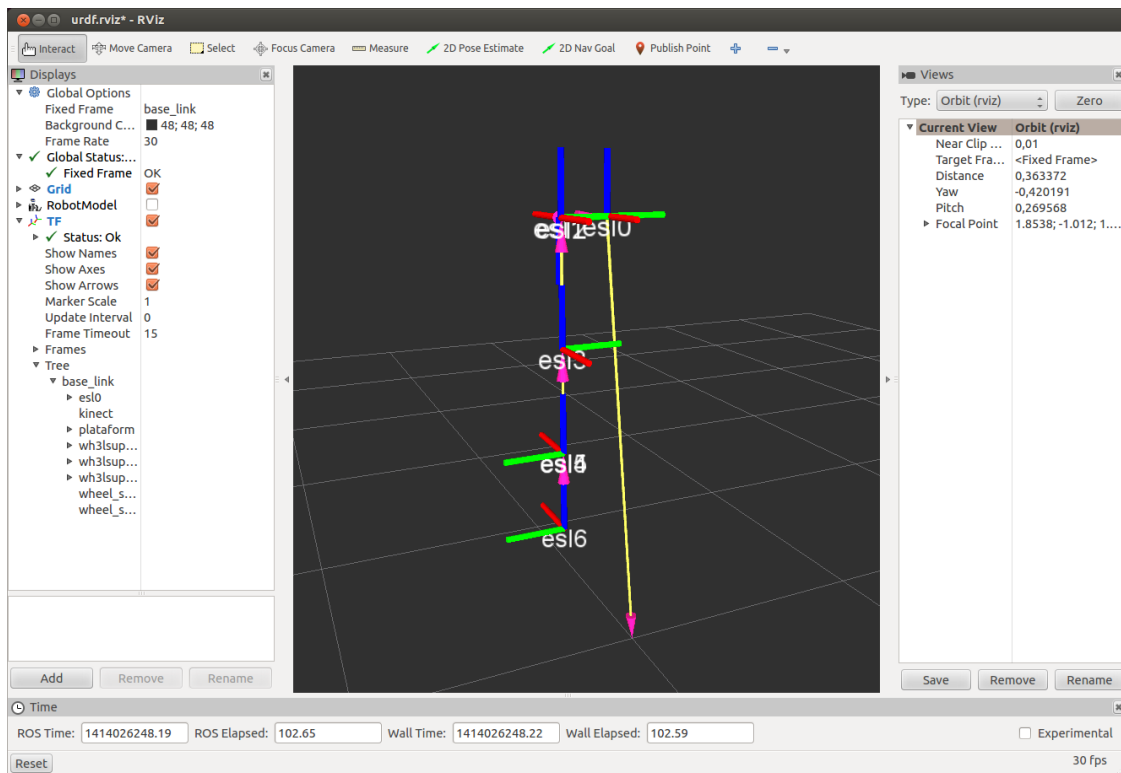 urdf.rviz* - RViz
Interact Move Camera Select Focus Camera Measure 2D Pose Estimate 2D Nav Goal Publish Point
Displays
Global Options
Fixed Frame base_link
Background C... 48; 48; 48
Frame Rate 30
Global Status:...
Fixed Frame OK
Grid
RobotModel
TF
Status: Ok
Show Names
Show Axes
Show Arrows
Marker Scale 1
Update Interval 0
Frame Timeout 15
Frames
Tree
base_link
esl0
kinect
plataform
wh3lsup...
wh3lsup...
wh3lsup...
wheel_s...
wheel_s...
Add Remove Rename
esl0
esl3
esl6
Views
Type: Orbit (rviz) Zero
Current View Orbit (rviz)
Near Clip ... 0,01
Target Fra... <Fixed Frame>
Distance 0,363372
Yaw -0,420191
Pitch 0,269568
Focal Point 1.8538; -1.012; 1....
Save Remove Rename
Time
ROS Time: 1414026248.19 ROS Elapsed: 102.65 Wall Time: 1414026248.22 Wall Elapsed: 102.59 Experimental
Reset 30 fps